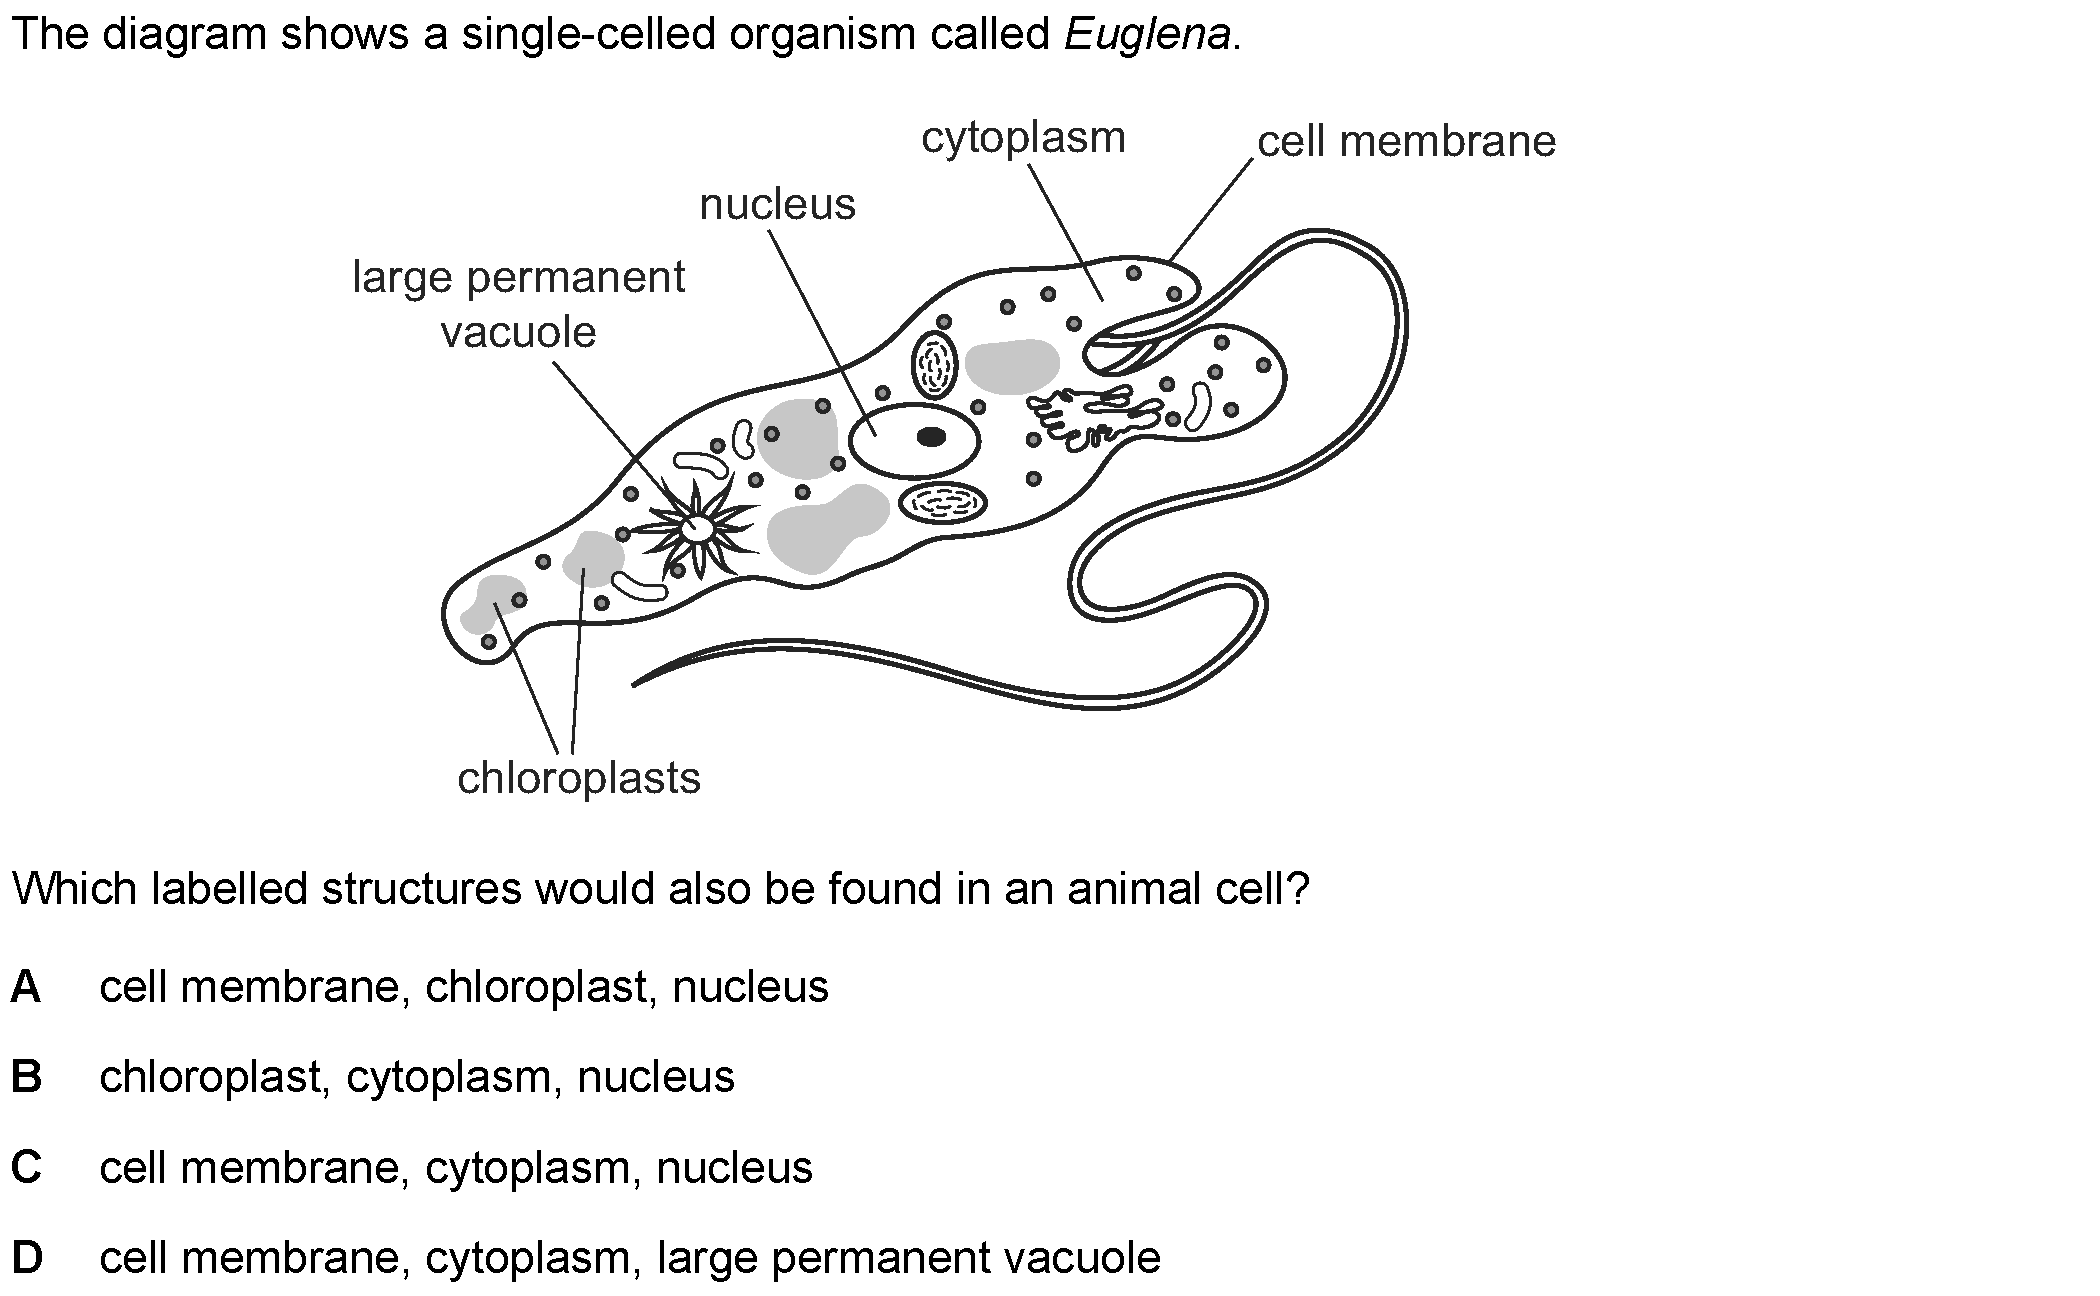 The diagram shows a single-celled organism called Euglena.
cytoplasm
cell membrane
nucleus
large permanent
vacuole
chloroplasts
Which labelled structures would also be found in an animal cell?
A cell membrane, chloroplast, nucleus
B chloroplast, cytoplasm, nucleus
C cell membrane, cytoplasm, nucleus
D cell membrane, cytoplasm, large permanent vacuole